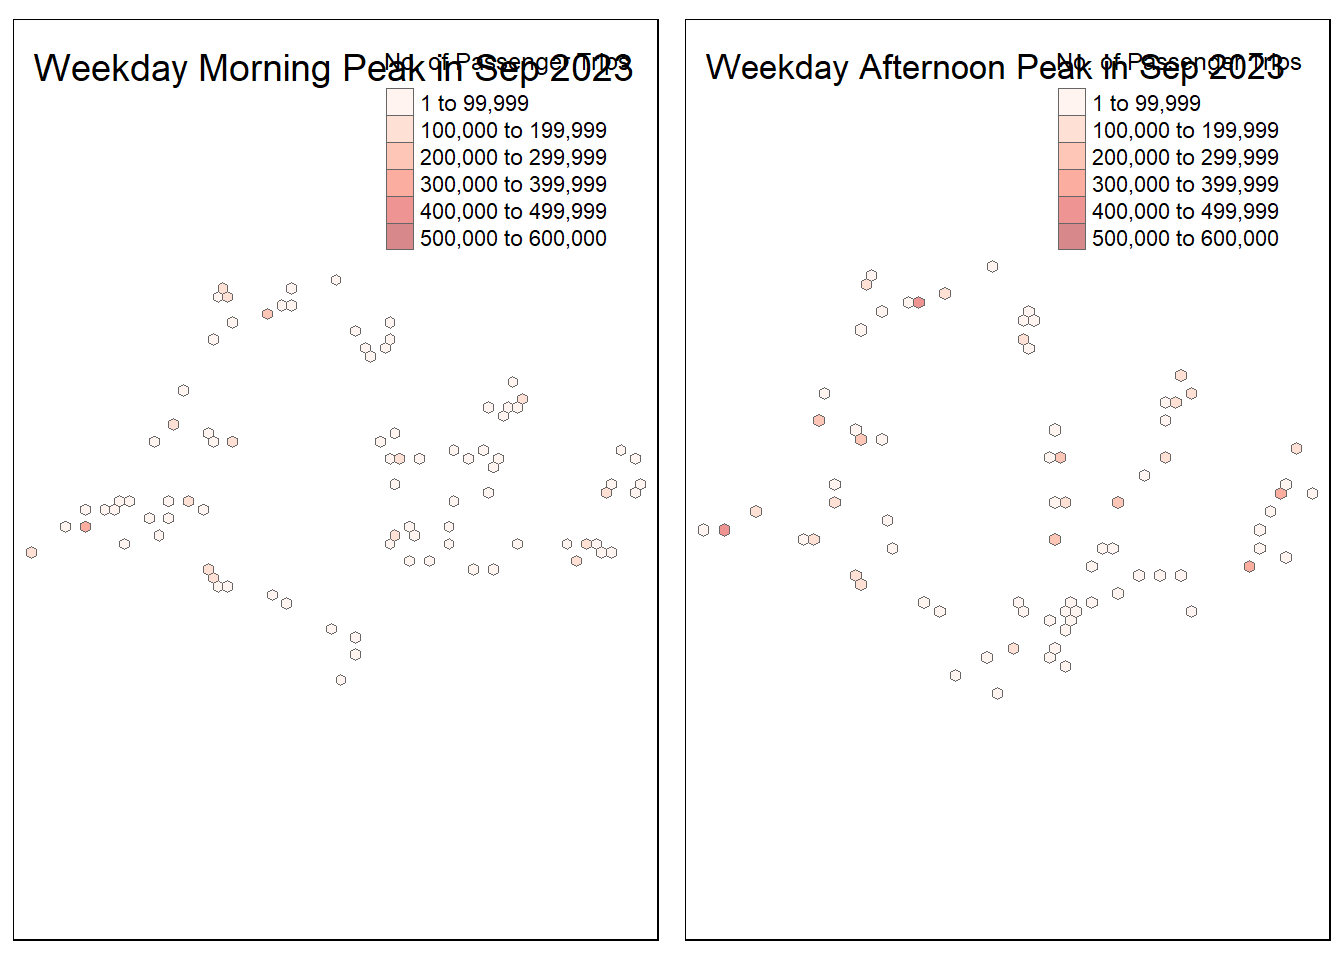 Weekday Morning Peak in Sep 2023
No. of Passenger Trips
1 to 99,999
100,000 to 199,999
200,000 to 299,999
300,000 to 399,999
400,000 to 499,999
500,000 to 600,000
Weekday Afternoon Peak in Sep 2023
No. of Passenger Trips
1 to 99,999
100,000 to 199,999
200,000 to 299,999
300,000 to 399,999
400,000 to 499,999
500,000 to 600,000